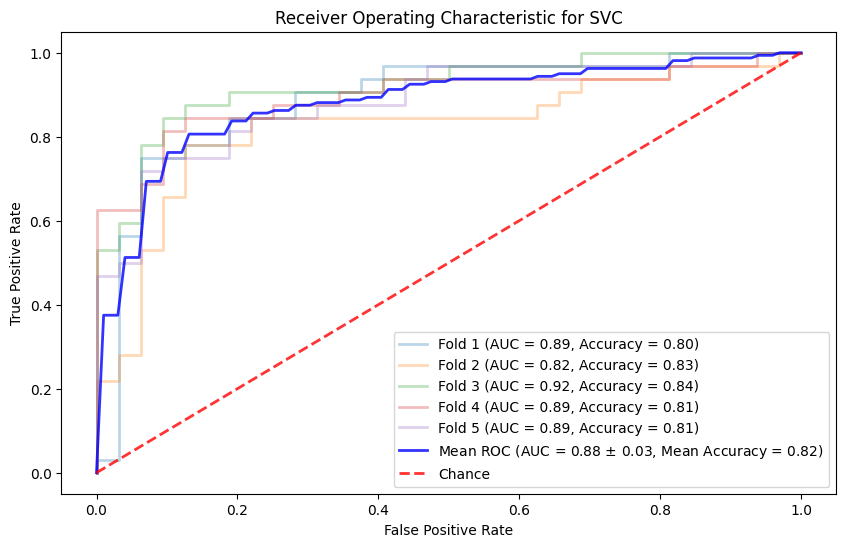 Receiver Operating Characteristic for SVC
True Positive Rate
1.0
0.8
0.6
0.4
0.2
0.0
Fold 1 (AUC = 0.89, Accuracy = 0.80)
Fold 2 (AUC = 0.82, Accuracy = 0.83)
Fold 3 (AUC = 0.92, Accuracy = 0.84)
Fold 4 (AUC = 0.89, Accuracy = 0.81)
Fold 5 (AUC = 0.89, Accuracy = 0.81)
Mean ROC (AUC = 0.88 ± 0.03, Mean Accuracy = 0.82)
Chance
0.0 0.2 0.4 0.6 0.8 1.0
False Positive Rate